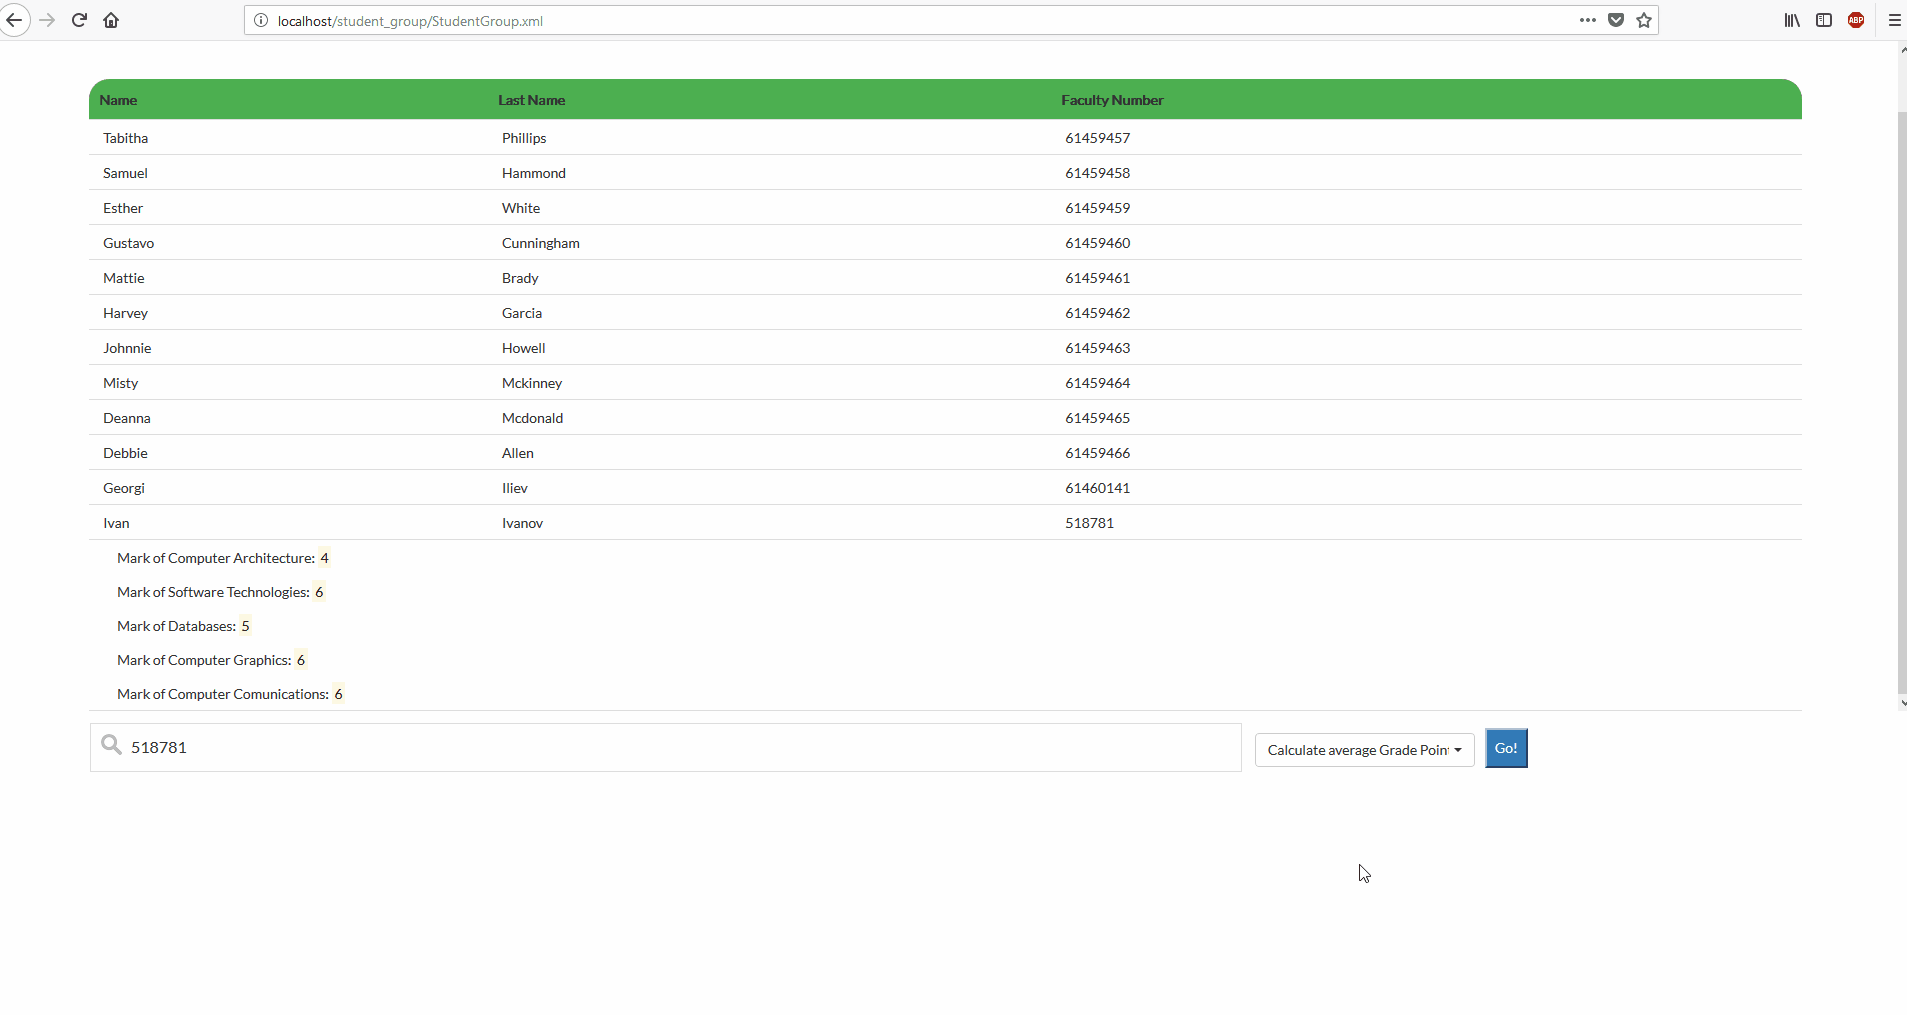 localhost/student_group/StudentGroup.xml
ABP
Name Last Name Faculty Number
Tabitha Phillips 61459457
Samuel Hammond 61459458
Esther White 61459459
Gustavo Cunningham 61459460
Mattie Brady 61459461
Harvey Garcia 61459462
Johnnie Howell 61459463
Misty Mckinney 61459464
Deanna Mcdonald 61459465
Debbie Allen 61459466
Georgi Iliev 61460141
Ivan Ivanov 518781
Mark of Computer Architecture: 4
Mark of Software Technologies: 6
Mark of Databases: 5
Mark of Computer Graphics: 6
Mark of Computer Comunications: 6
518781 Calculate average Grade Poin Go!